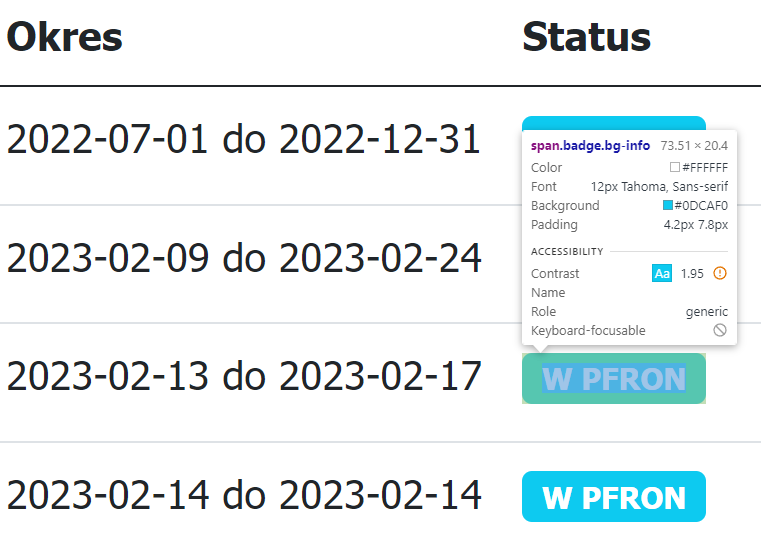 Okres Status
2022-07-01 do 2022-12-31
span.badge.bg-info 73.51 × 20.4
Color #FFFFFF
Font 12px Tahoma, Sans-serif
Background #0DCAF0
Padding 4.2px 7.8px
ACCESSIBILITY
Contrast Aa 1.95
Name
Role generic
Keyboard-focusable
2023-02-09 do 2023-02-24
2023-02-13 do 2023-02-17 W PFRON
2023-02-14 do 2023-02-14 W PFRON